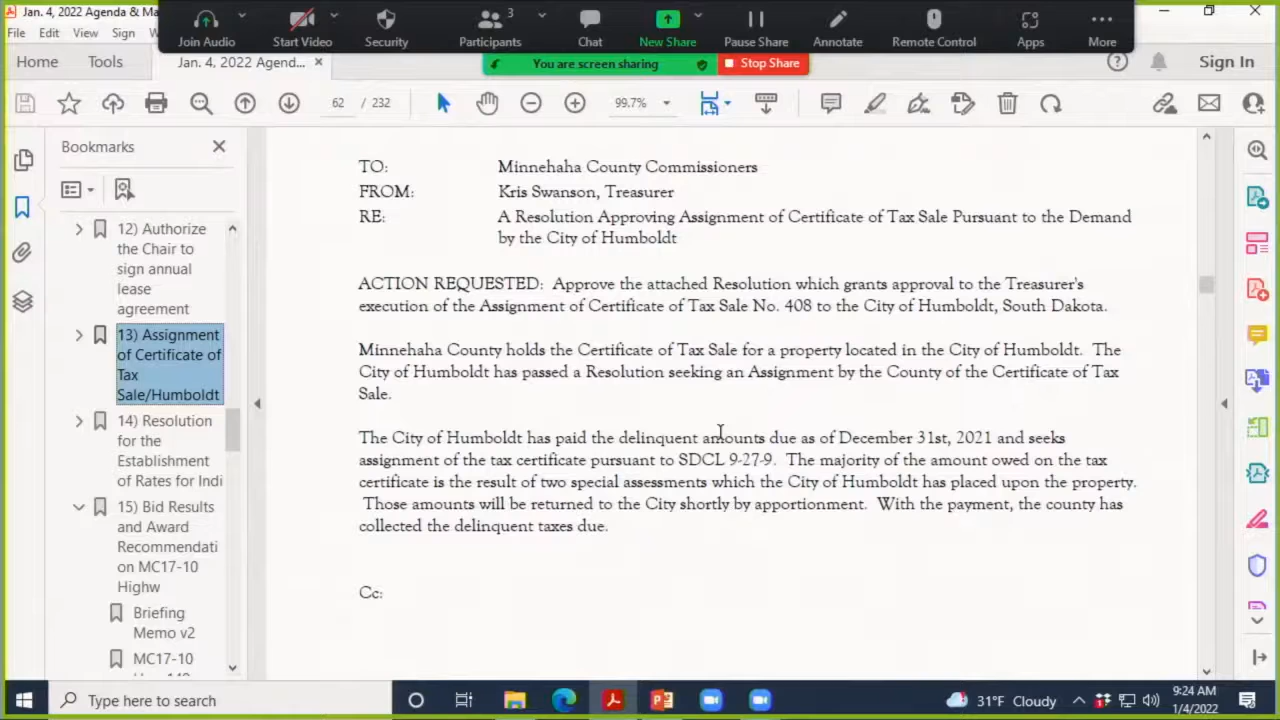 Jan. 4, 2022 Agenda & Ma
File Edit View Sign W
Join Audio
Start Video
Security
3
Participants
Chat
New Share
Pause Share
Annotate
Remote Control
Apps
More
You are screen sharing
Stop Share
Home
Tools
Jan. 4, 2022 Agend...
Sign In
62 / 232
99.7%
Bookmarks
12) Authorize
the Chair to
sign annual
lease
agreement
13) Assignment
of Certificate of
Tax
Sale/Humboldt
14) Resolution
for the
Establishment
of Rates for Indi
15) Bid Results
and Award
Recommendati
on MC17-10
Highw
Briefing
Memo v2
MC17-10
TO: Minnehaha County Commissioners
FROM: Kris Swanson, Treasurer
RE: A Resolution Approving Assignment of Certificate of Tax Sale Pursuant to the Demand
by the City of Humboldt
ACTION REQUESTED: Approve the attached Resolution which grants approval to the Treasurer's
execution of the Assignment of Certificate of Tax Sale No. 408 to the City of Humboldt, South Dakota.
Minnehaha County holds the Certificate of Tax Sale for a property located in the City of Humboldt. The
City of Humboldt has passed a Resolution seeking an Assignment by the County of the Certificate of Tax
Sale.
The City of Humboldt has paid the delinquent amounts due as of December 31st, 2021 and seeks
assignment of the tax certificate pursuant to SDCL 9-27-9. The majority of the amount owed on the tax
certificate is the result of two special assessments which the City of Humboldt has placed upon the property.
Those amounts will be returned to the City shortly by apportionment. With the payment, the county has
collected the delinquent taxes due.
Cc:
Type here to search
31°F Cloudy
9:24 AM
1/4/2022